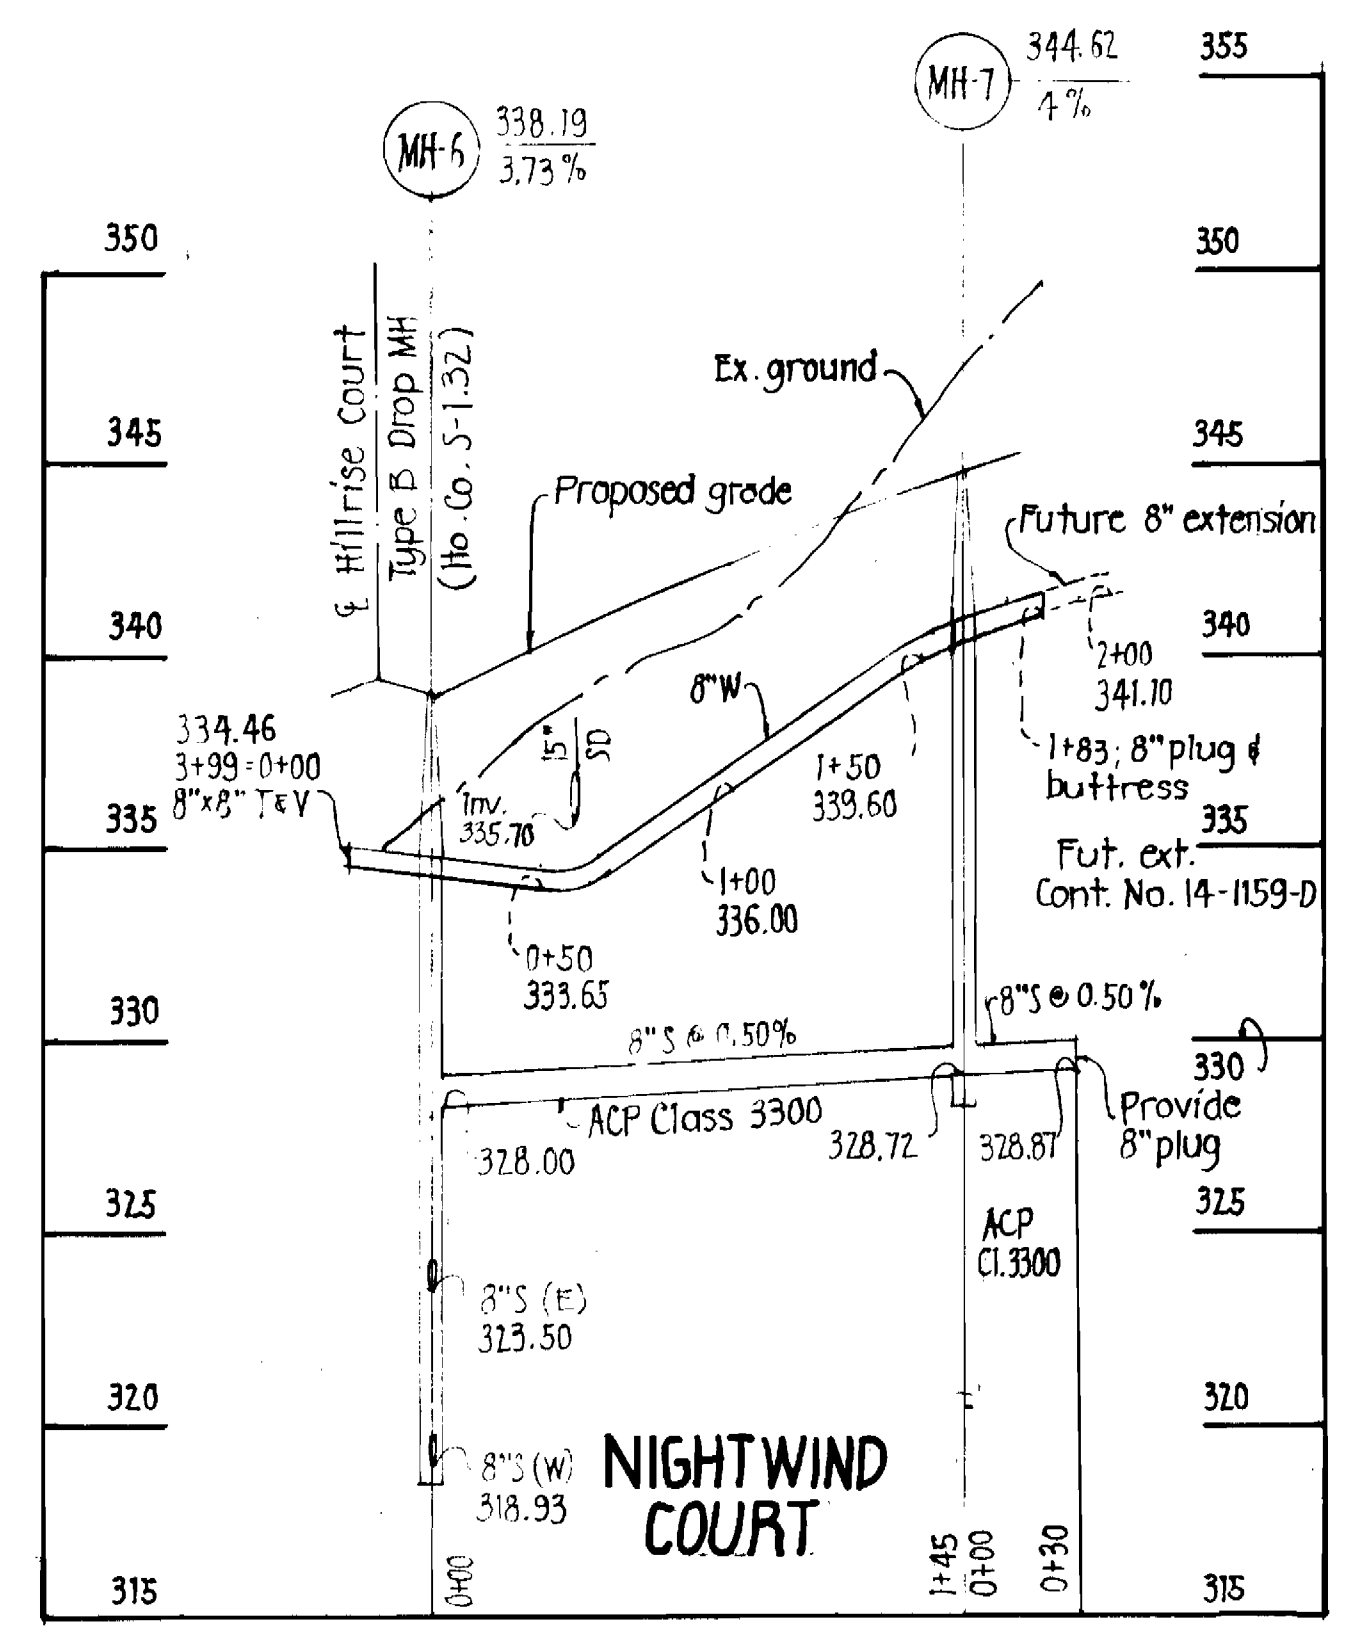 MH-6
338.19
3.73%
MH-7
344.62
4%
355
350
345
340
335
330
325
320
315
350
345
340
335
330
325
320
315
℄ Hillrise Court
Type B Drop MH
(Ho. Co. S-1.32)
Ex. ground
Proposed grade
Future 8" extension
8"W
15"
SD
Inv.
335.70
334.46
3+99=0+00
8"x8" T&V
0+50
333.65
1+00
336.00
1+50
339.60
2+00
341.10
1+83; 8" plug &
buttress
Fut. ext.
Cont. No. 14-1159-D
8"S @ 0.50%
8"S @ 0.50%
ACP Class 3300
328.00
328.72
328.87
Provide
8" plug
ACP
Cl. 3300
8"S (E)
323.50
8"S (W)
318.93
NIGHTWIND
COURT
0+00
1+45
0+00
0+30